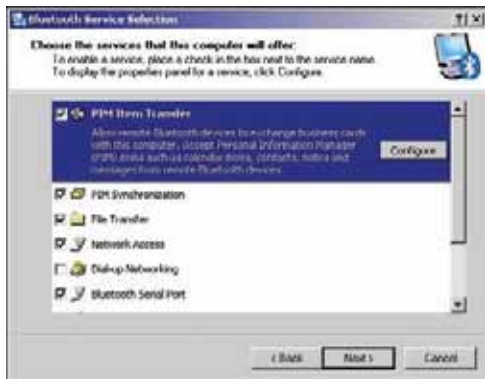 Bluetooth Service Selection
? X
Choose the services that this computer will offer:
To enable a service, place a check in the box next to the service name.
To display the properties panel for a service, click Configure.
PIM Item Transfer
Allow remote Bluetooth devices to exchange business cards
with this computer. Accept Personal Information Manager
(PIM) items such as calendar items, contacts, notes and
messages from remote Bluetooth devices.
Configure
PIM Synchronization
File Transfer
Network Access
Dial-up Networking
Bluetooth Serial Port
< Back
Next >
Cancel